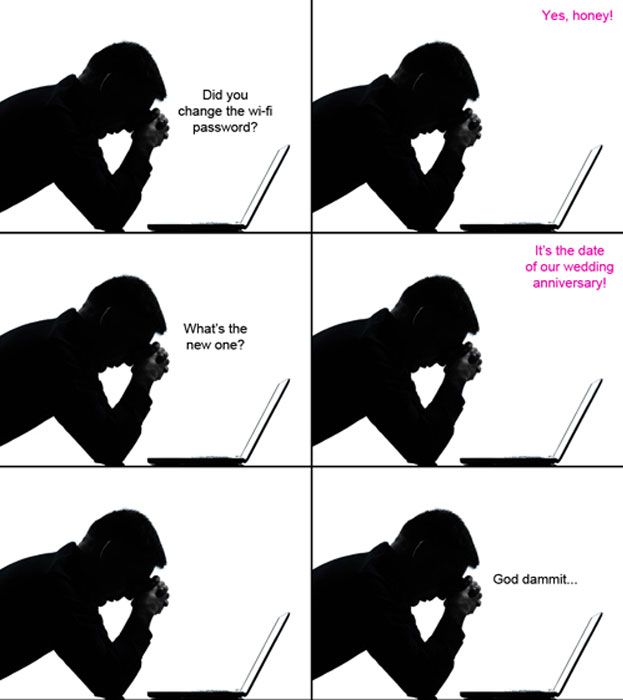 Did you
change the wi-fi
password?
Yes, honey!
What's the
new one?
It's the date
of our wedding
anniversary!
God dammit...